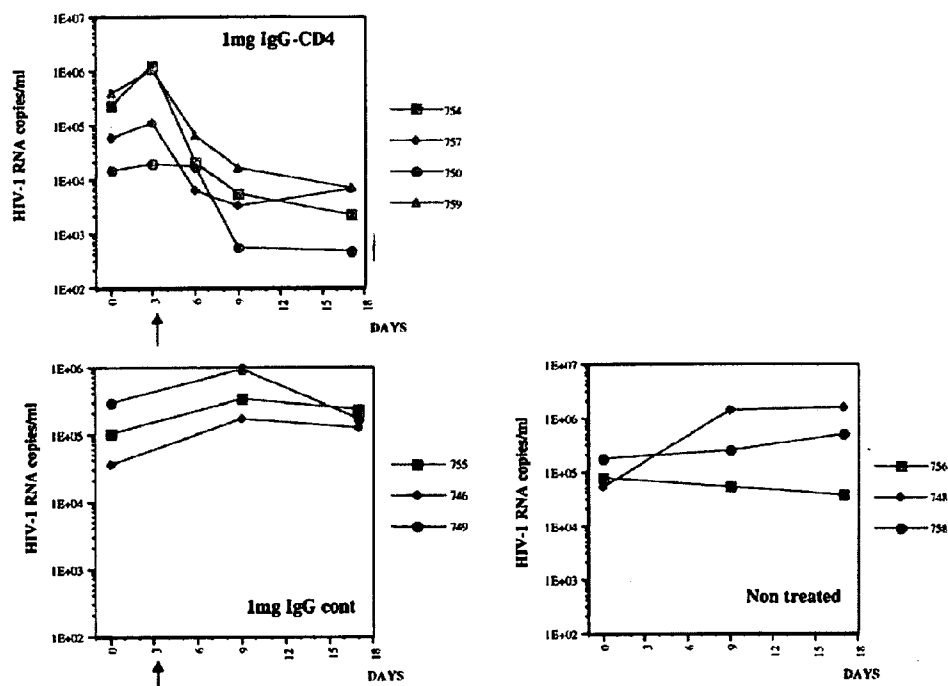 1E+07
1E+06
1E+05
1E+04
1E+03
1E+02
HIV-1 RNA copies/ml
1mg IgG-CD4
754
757
750
759
0
3
6
9
12
15
18
DAYS
1E+06
1E+05
1E+04
1E+03
1E+02
HIV-1 RNA copies/ml
755
746
749
1mg IgG cont
0
3
6
9
12
15
18
DAYS
1E+07
1E+06
1E+05
1E+04
1E+03
1E+02
HIV-1 RNA copies/ml
756
748
758
Non treated
0
3
6
9
12
15
18
DAYS